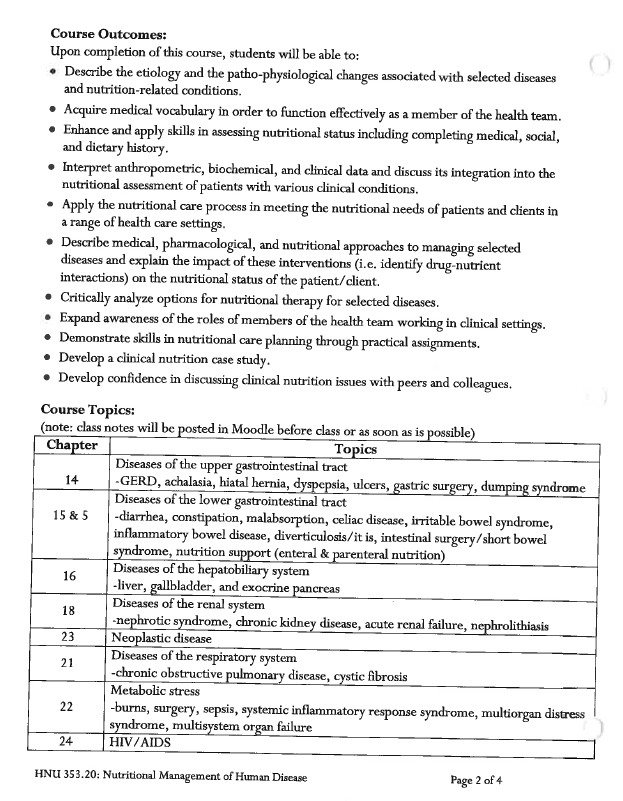 Course Outcomes:
Upon completion of this course, students will be able to:
• Describe the etiology and the patho-physiological changes associated with selected diseases
and nutrition-related conditions.
• Acquire medical vocabulary in order to function effectively as a member of the health team.
• Enhance and apply skills in assessing nutritional status including completing medical, social,
and dietary history.
• Interpret anthropometric, biochemical, and clinical data and discuss its integration into the
nutritional assessment of patients with various clinical conditions.
• Apply the nutritional care process in meeting the nutritional needs of patients and clients in
a range of health care settings.
• Describe medical, pharmacological, and nutritional approaches to managing selected
diseases and explain the impact of these interventions (i.e. identify drug-nutrient
interactions) on the nutritional status of the patient/client.
• Critically analyze options for nutritional therapy for selected diseases.
• Expand awareness of the roles of members of the health team working in clinical settings.
• Demonstrate skills in nutritional care planning through practical assignments.
• Develop a clinical nutrition case study.
• Develop confidence in discussing clinical nutrition issues with peers and colleagues.
Course Topics:
(note: class notes will be posted in Moodle before class or as soon as is possible)
Chapter Topics
Diseases of the upper gastrointestinal tract
14 -GERD, achalasia, hiatal hernia, dyspepsia, ulcers, gastric surgery, dumping syndrome
Diseases of the lower gastrointestinal tract
15 & 5 -diarrhea, constipation, malabsorption, celiac disease, irritable bowel syndrome,
inflammatory bowel disease, diverticulosis/it is, intestinal surgery/short bowel
syndrome, nutrition support (enteral & parenteral nutrition)
16 Diseases of the hepatobiliary system
-liver, gallbladder, and exocrine pancreas
18 Diseases of the renal system
-nephrotic syndrome, chronic kidney disease, acute renal failure, nephrolithiasis
23 Neoplastic disease
21 Diseases of the respiratory system
-chronic obstructive pulmonary disease, cystic fibrosis
Metabolic stress
22 -burns, surgery, sepsis, systemic inflammatory response syndrome, multiorgan distress
syndrome, multisystem organ failure
24 HIV/AIDS
HNU 353.20: Nutritional Management of Human Disease Page 2 of 4